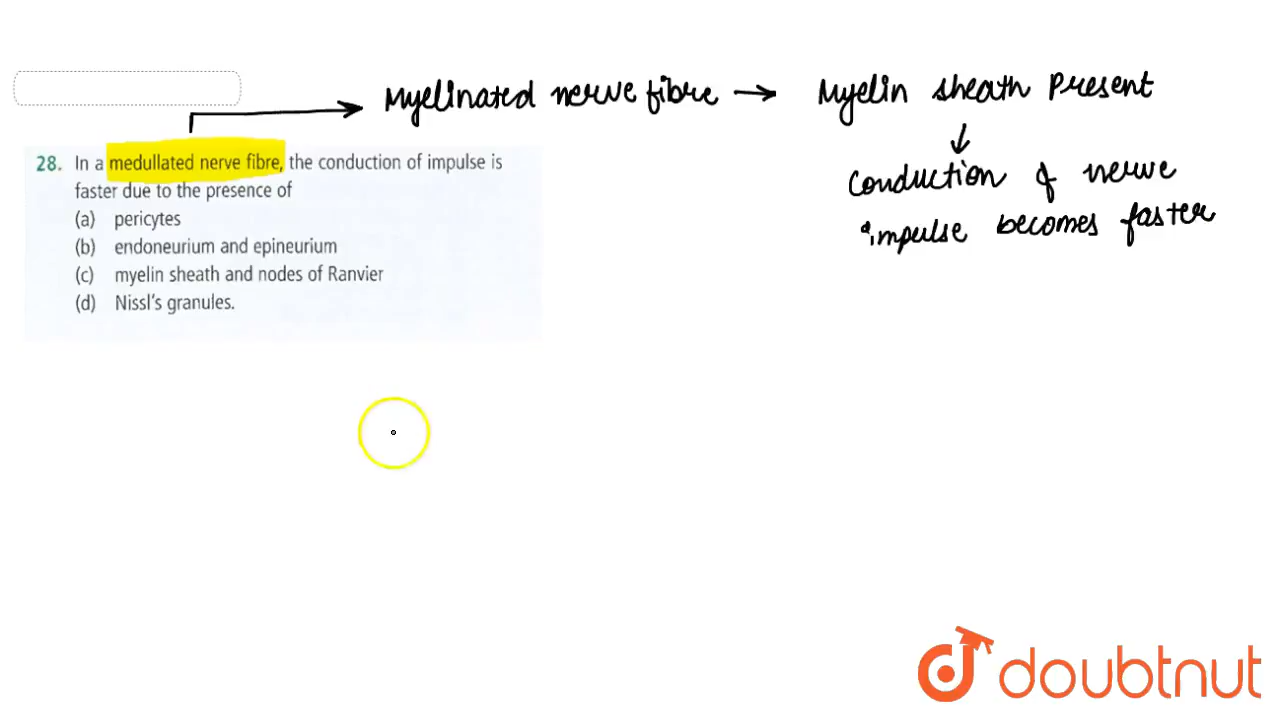 Myelinated nerve fibre → Myelin sheath Present
↓
Conduction of nerve
impulse becomes faster
28. In a medullated nerve fibre, the conduction of impulse is
faster due to the presence of
(a) pericytes
(b) endoneurium and epineurium
(c) myelin sheath and nodes of Ranvier
(d) Nissl's granules.
doubtnut